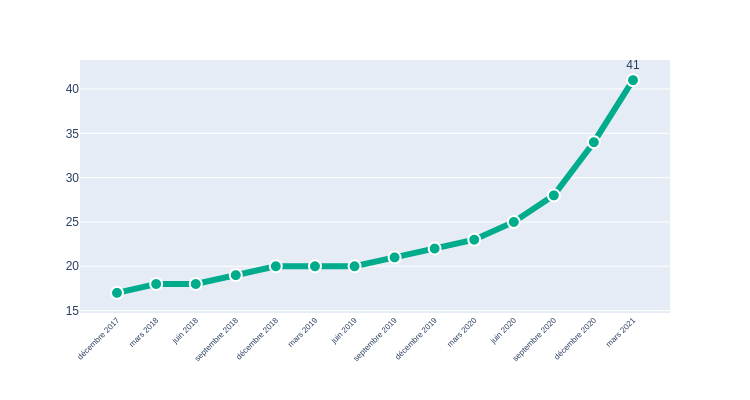 41
40
35
30
25
20
15
décembre 2017
mars 2018
juin 2018
septembre 2018
décembre 2018
mars 2019
juin 2019
septembre 2019
décembre 2019
mars 2020
juin 2020
septembre 2020
décembre 2020
mars 2021